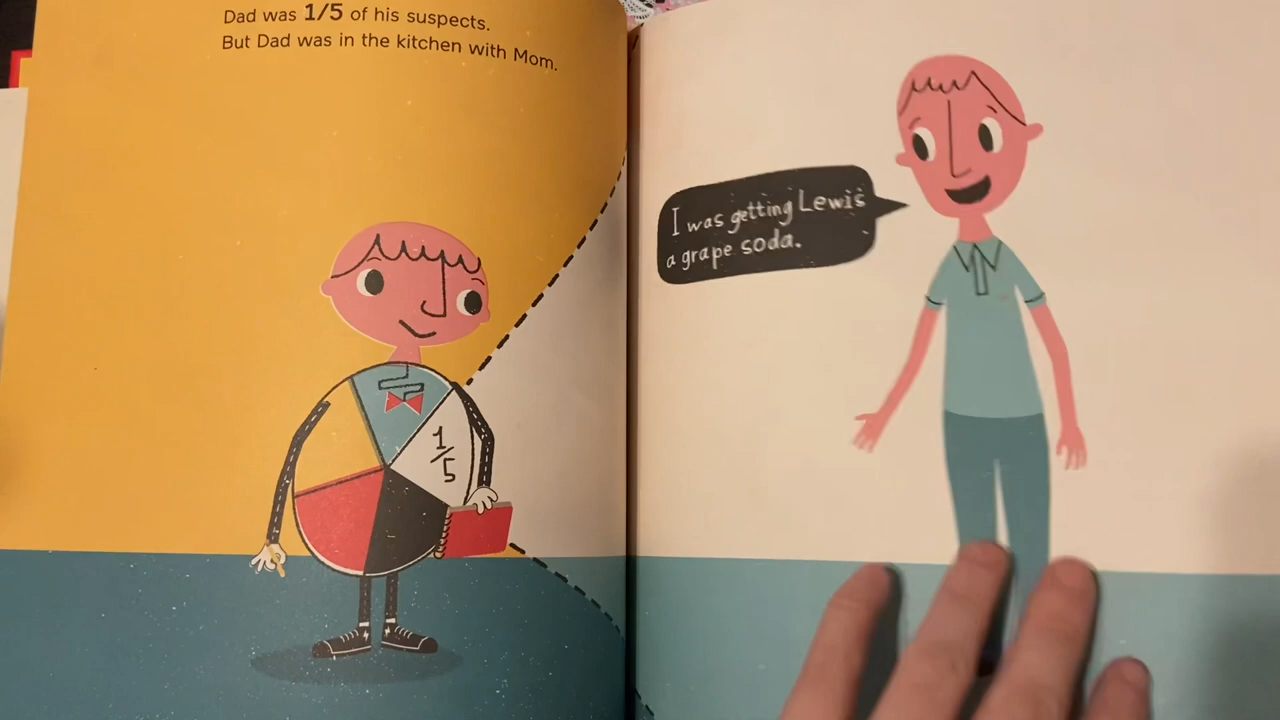 Dad was 1/5 of his suspects.
But Dad was in the kitchen with Mom.
1/5
I was getting Lewis
a grape soda.